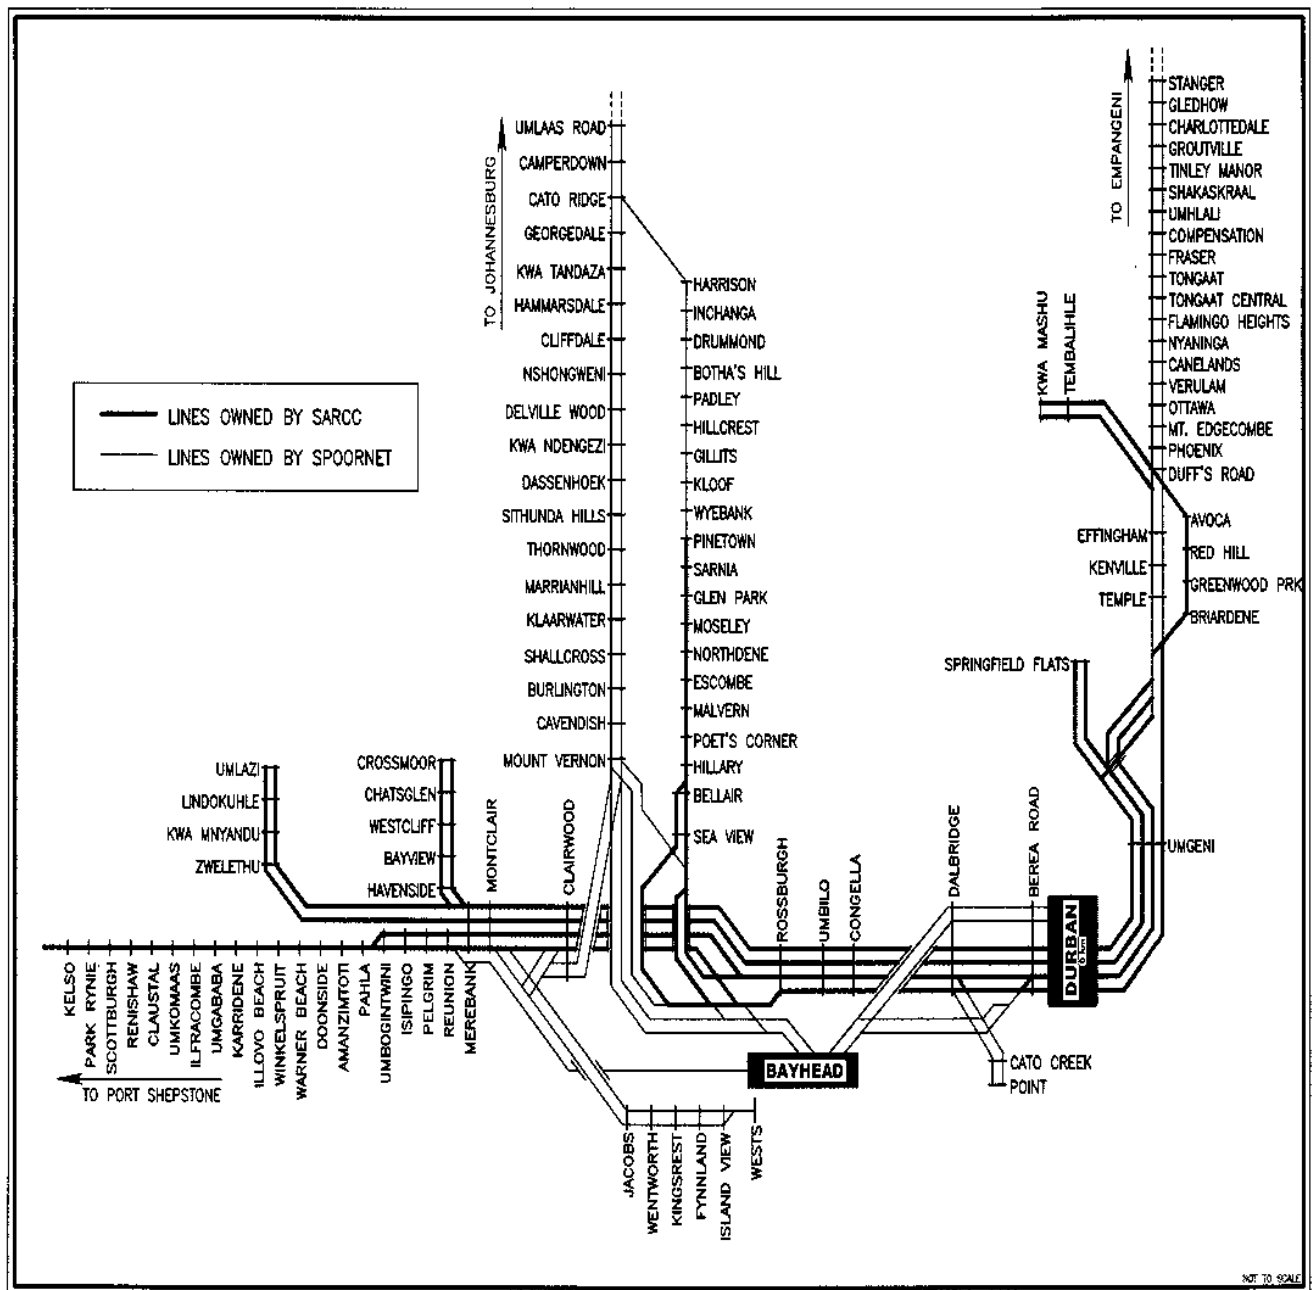 TO JOHANNESBURG
UMLAAS ROAD
CAMPERDOWN
CATO RIDGE
GEORGEDALE
KWA TANDAZA
HAMMARSDALE
CLIFFDALE
NSHONGWENI
DELVILLE WOOD
KWA NDENGEZI
DASSENHOEK
SITHUNDA HILLS
THORNWOOD
MARRIANHILL
KLAARWATER
SHALLCROSS
BURLINGTON
CAVENDISH
MOUNT VERNON
HARRISON
INCHANGA
DRUMMOND
BOTHA'S HILL
PADLEY
HILLCREST
GILLITS
KLOOF
WYEBANK
PINETOWN
SARNIA
GLEN PARK
MOSELEY
NORTHDENE
ESCOMBE
MALVERN
POET'S CORNER
HILLARY
BELLAIR
SEA VIEW
TO EMPANGENI
STANGER
GLEDHOW
CHARLOTTEDALE
GROUTVILLE
TINLEY MANOR
SHAKASKRAAL
UMHLALI
COMPENSATION
FRASER
TONGAAT
TONGAAT CENTRAL
FLAMINGO HEIGHTS
NYANINGA
CANELANDS
VERULAM
OTTAWA
MT. EDGECOMBE
PHOENIX
DUFF'S ROAD
KWA MASHU
TEMBALIHLE
AVOCA
RED HILL
GREENWOOD PRK
BRIARDENE
EFFINGHAM
KENVILLE
TEMPLE
SPRINGFIELD FLATS
UMGENI
LINES OWNED BY SARCC
LINES OWNED BY SPOORNET
UMLAZI
LINDOKUHLE
KWA MNYANDU
ZWELETHU
CROSSMOOR
CHATSGLEN
WESTCLIFF
BAYVIEW
HAVENSIDE
MONTCLAIR
CLAIRWOOD
ROSSBURGH
UMBILO
CONGELLA
DALBRIDGE
BEREA ROAD
DURBAN
0 km
KELSO
PARK RYNIE
SCOTTBURGH
RENISHAW
CLAUSTAL
UMKOMAAS
ILFRACOMBE
UMGABABA
KARRIDENE
ILLOVO BEACH
WINKELSPRUIT
WARNER BEACH
DOONSIDE
AMANZIMTOTI
PAHLA
UMBOGINTWINI
ISIPINGO
PELGRIM
REUNION
MEREBANK
TO PORT SHEPSTONE
BAYHEAD
CATO CREEK
POINT
JACOBS
WENTWORTH
KINGSREST
FYNNLAND
ISLAND VIEW
WESTS
NOT TO SCALE